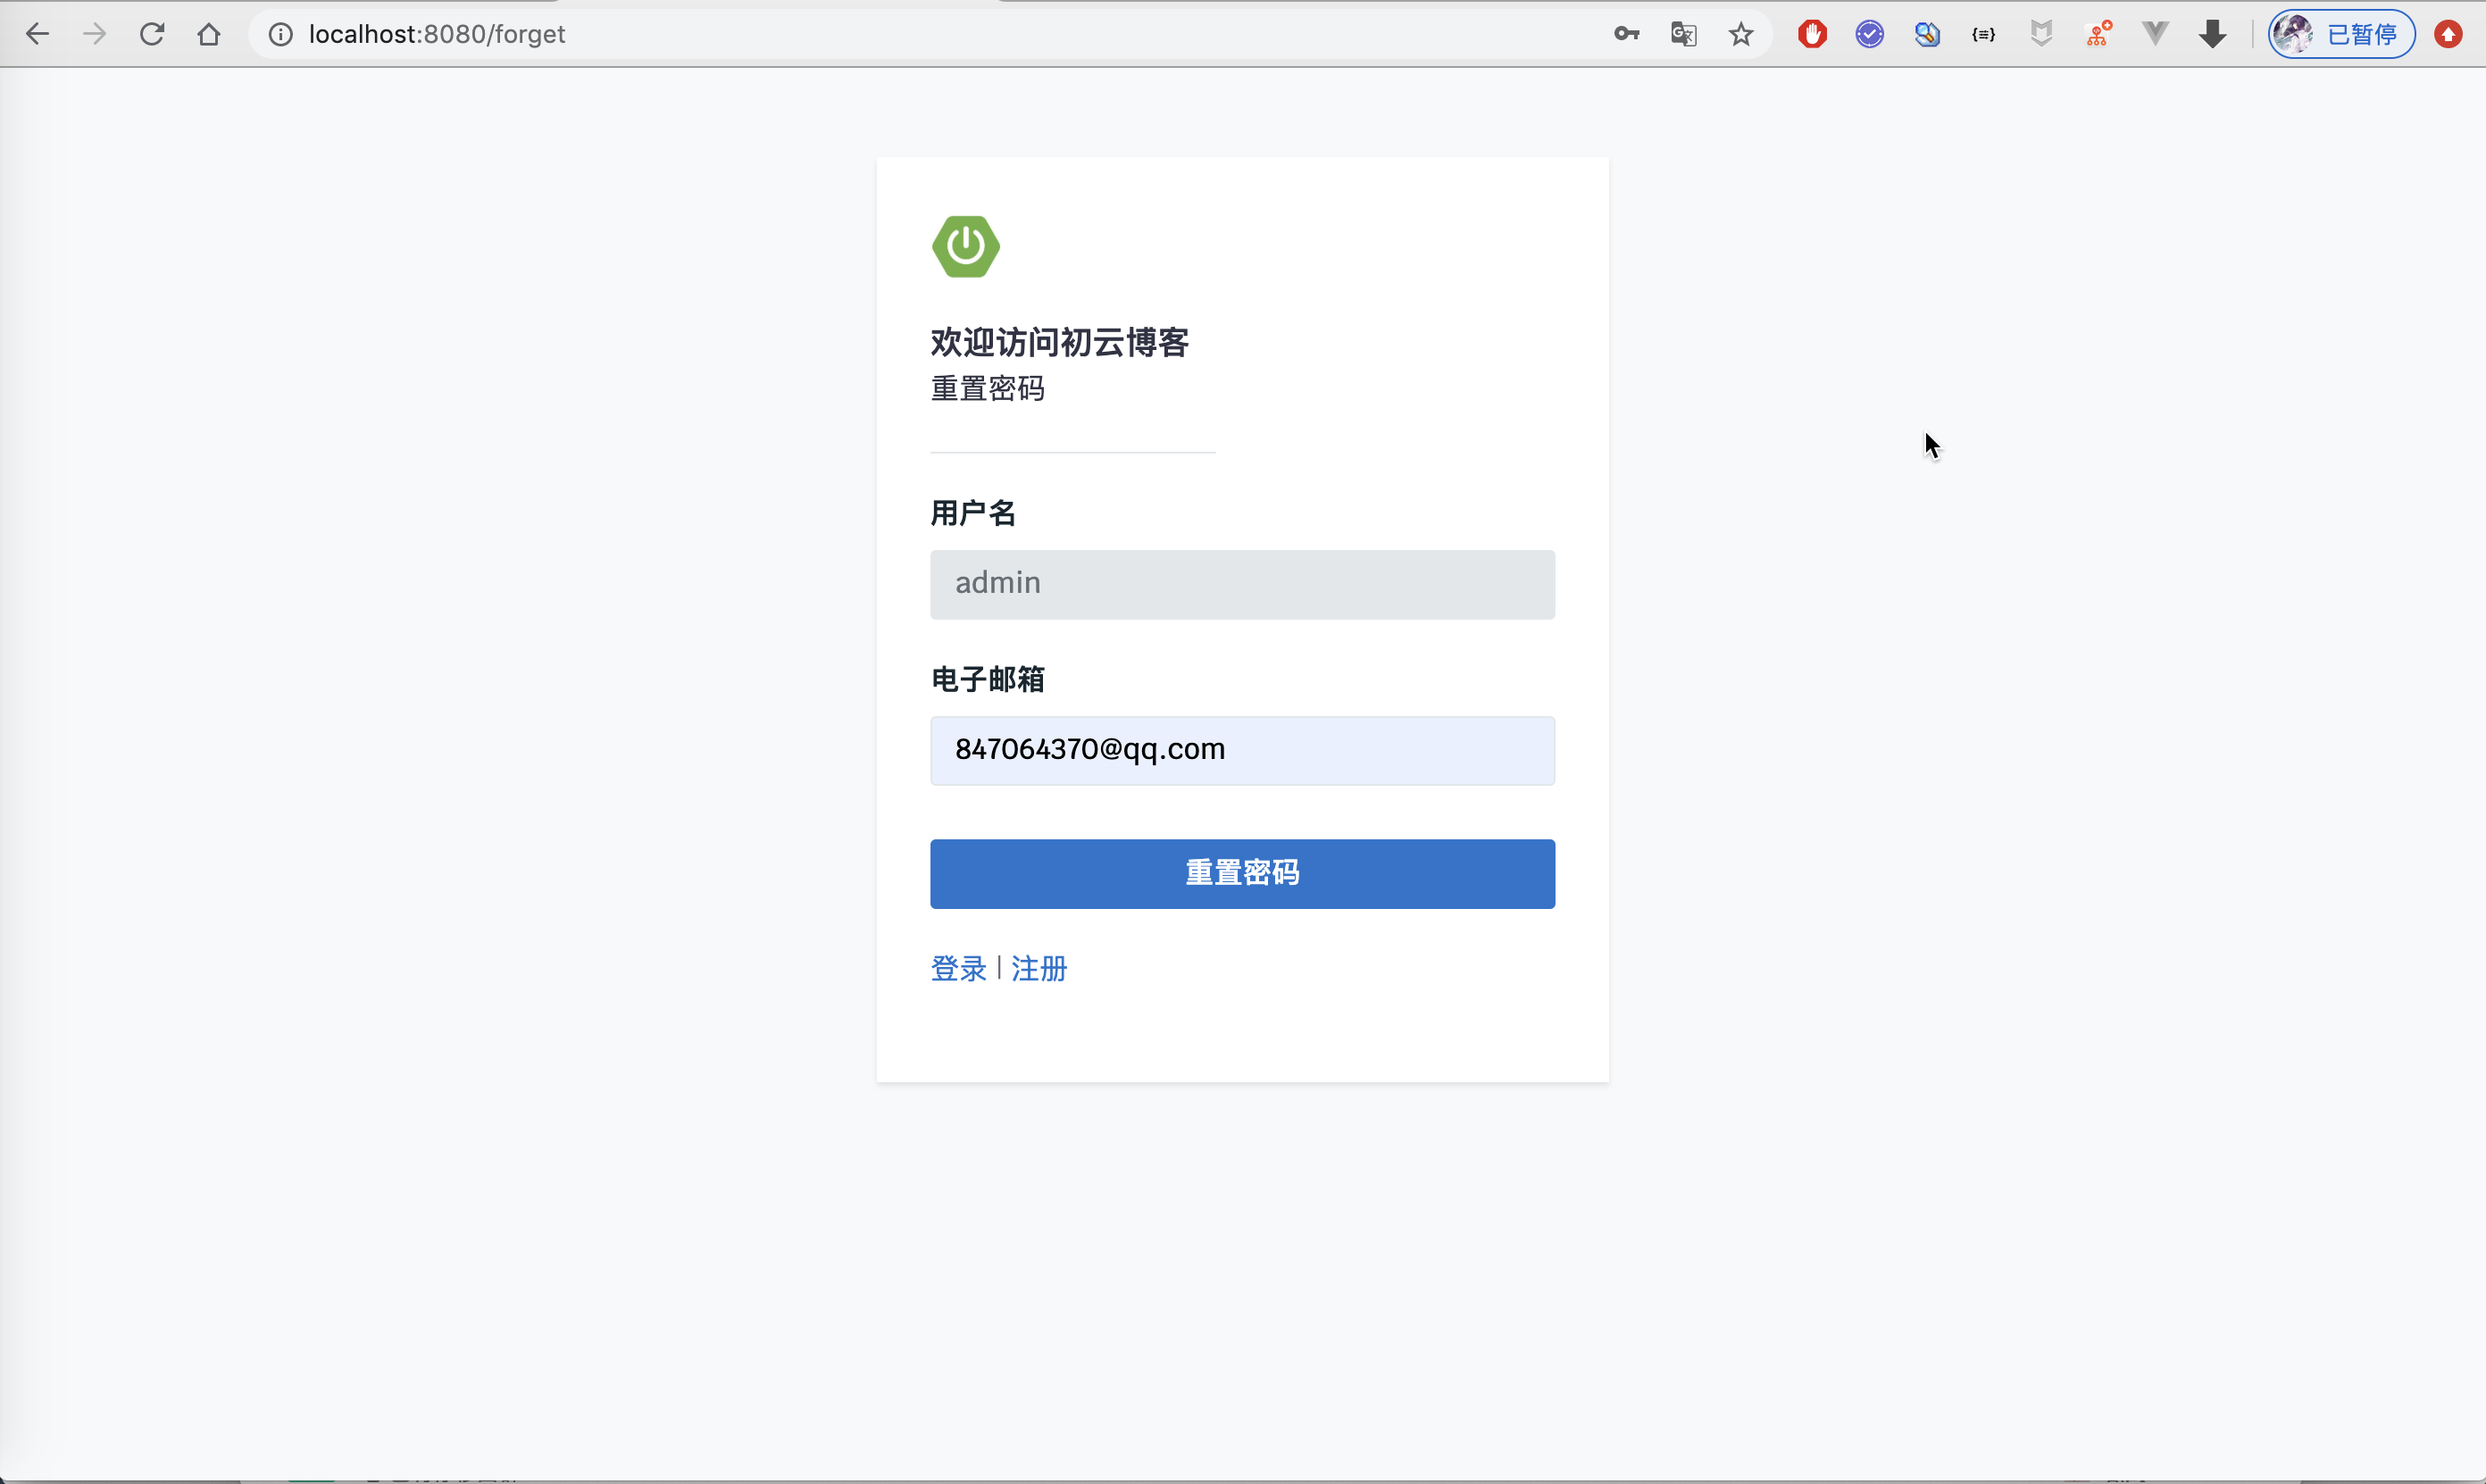 localhost:8080/forget
已暂停
欢迎访问初云博客
重置密码
用户名
admin
电子邮箱
847064370@qq.com
重置密码
登录 | 注册